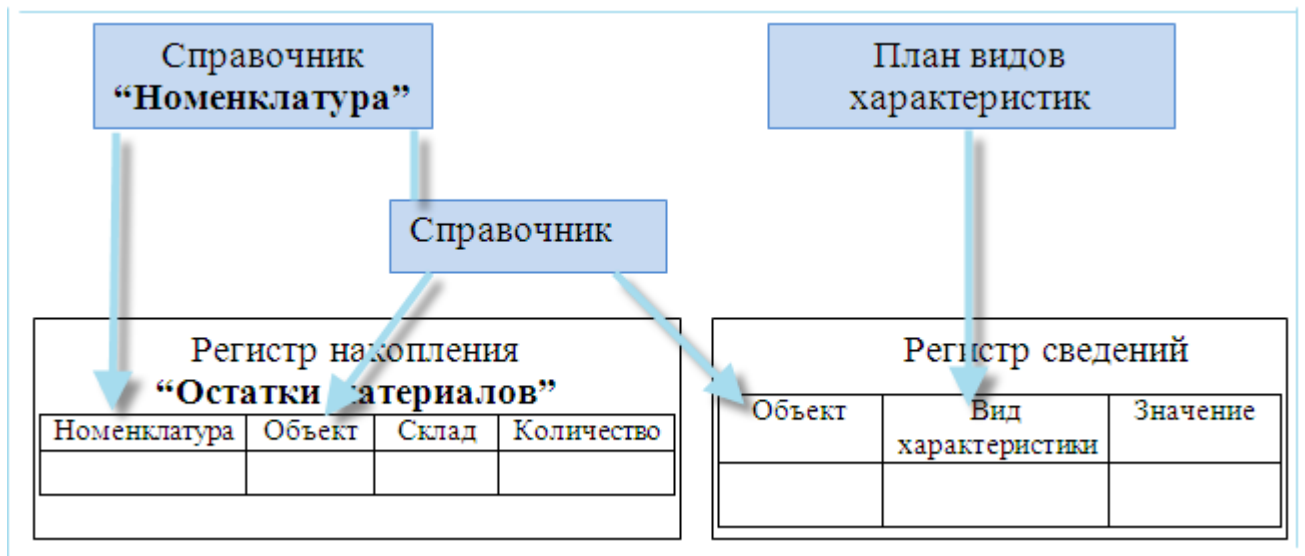 Справочник
“Номенклатура”
План видов
характеристик
Справочник
Регистр накопления
“Остатки материалов”
Номенклатура Объект Склад Количество
Регистр сведений
Объект Вид Значение
характеристики